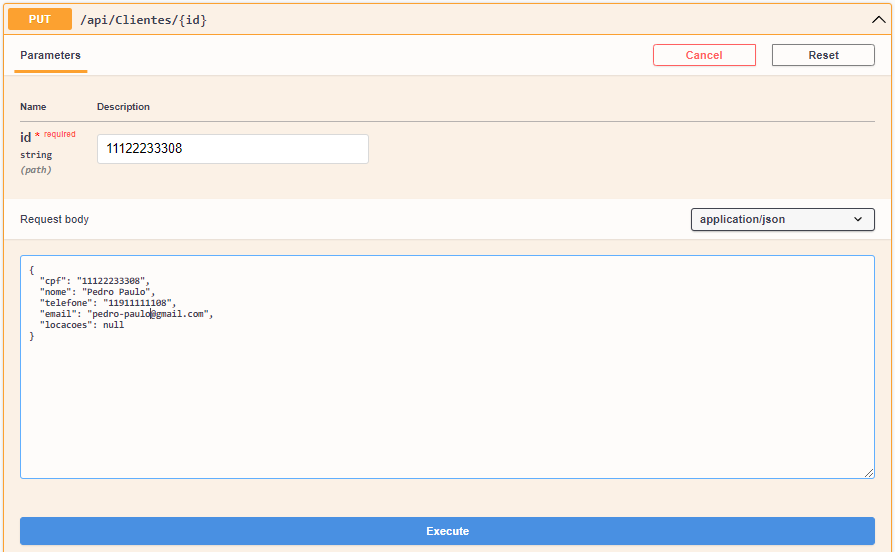 PUT /api/Clientes/{id}
Parameters
Cancel
Reset
Name Description
id * required
string
(path)
11122233308
Request body
application/json
{
  "cpf": "11122233308",
  "nome": "Pedro Paulo",
  "telefone": "11911111108",
  "email": "pedro-paulo@gmail.com",
  "locacoes": null
}
Execute